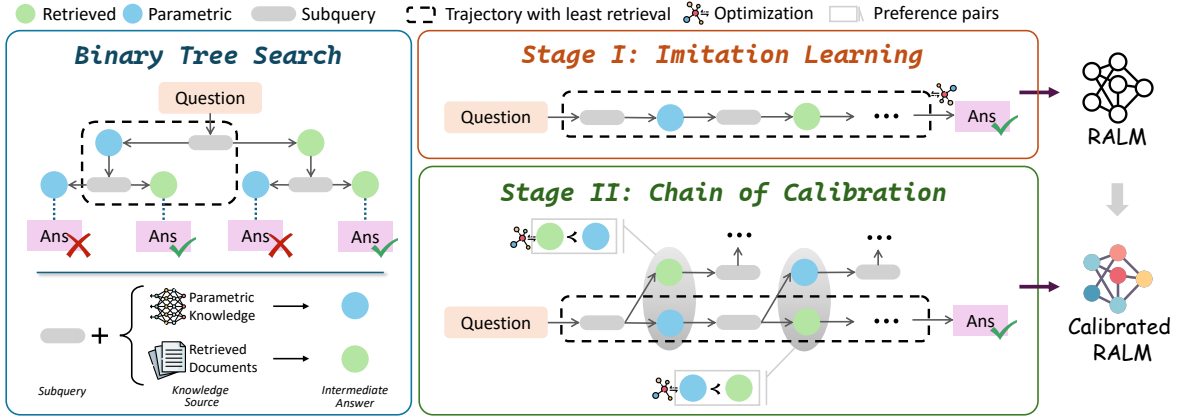 Retrieved Parametric Subquery Trajectory with least retrieval Optimization Preference pairs
Binary Tree Search
Question
Ans Ans Ans Ans
Parametric
Knowledge
Retrieved
Documents
Subquery
Knowledge
Source
Intermediate
Answer
Stage I: Imitation Learning
Question
Ans
Stage II: Chain of Calibration
Question
Ans
RALM
Calibrated
RALM